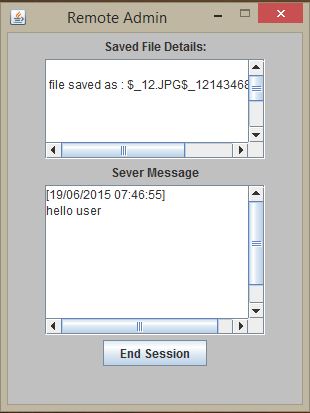 Remote Admin
Saved File Details:
file saved as : $_12.JPG$_12143468
Sever Message
[19/06/2015 07:46:55]
hello user
End Session